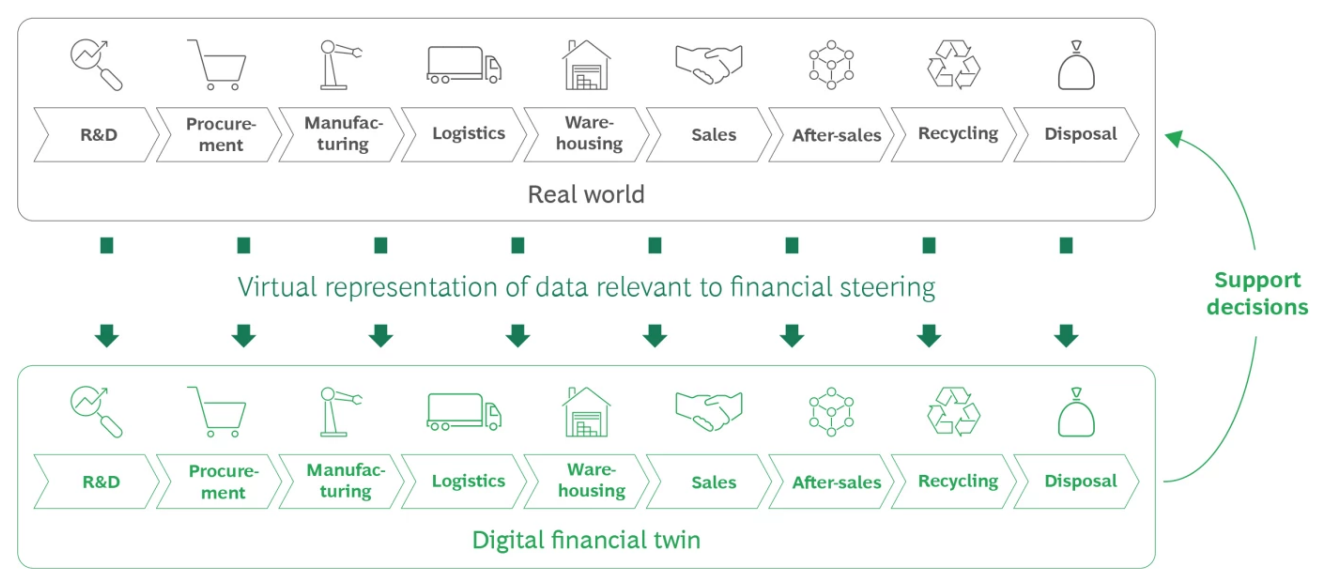 R&D
Procure-
ment
Manufac-
turing
Logistics
Ware-
housing
Sales
After-sales
Recycling
Disposal
Real world
Virtual representation of data relevant to financial steering
Support
decisions
R&D
Procure-
ment
Manufac-
turing
Logistics
Ware-
housing
Sales
After-sales
Recycling
Disposal
Digital financial twin